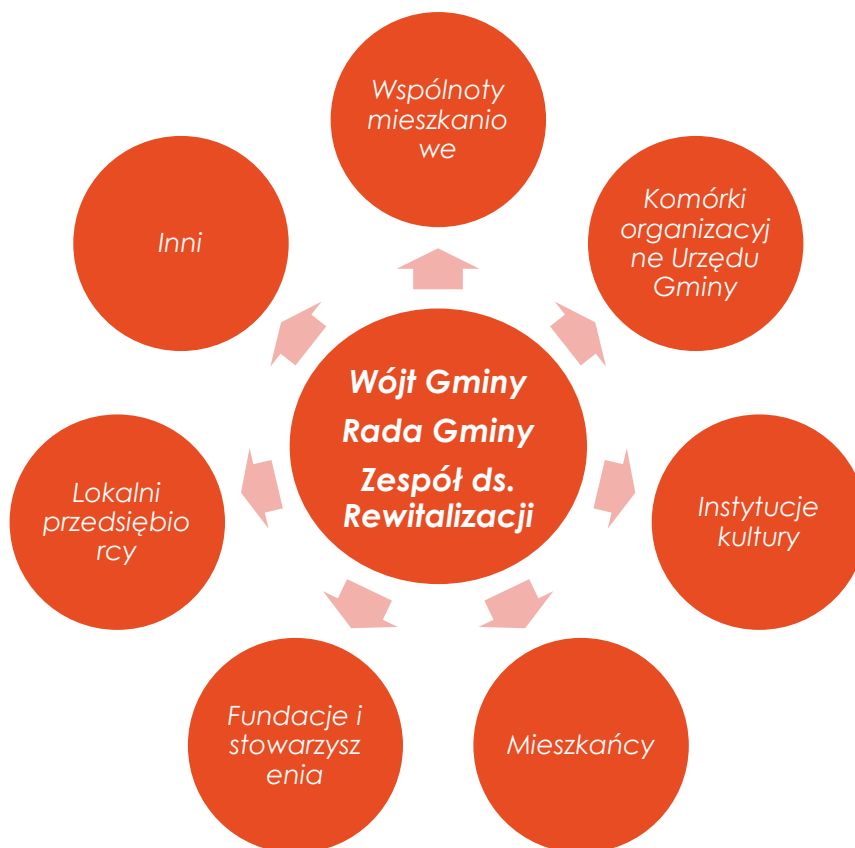 Wspólnoty
mieszkanio
we
Komórki
organizacyj
ne Urzędu
Gminy
Inni
Wójt Gminy
Rada Gminy
Zespół ds.
Rewitalizacji
Lokalni
przedsiębio
rcy
Instytucje
kultury
Fundacje i
stowarzysz
enia
Mieszkańcy